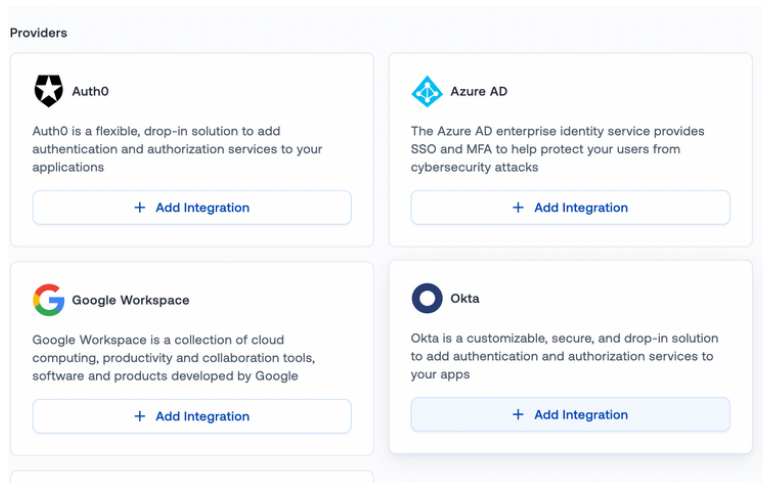 Providers
Auth0
Auth0 is a flexible, drop-in solution to add
authentication and authorization services to your
applications
+ Add Integration
Azure AD
The Azure AD enterprise identity service provides
SSO and MFA to help protect your users from
cybersecurity attacks
+ Add Integration
Google Workspace
Google Workspace is a collection of cloud
computing, productivity and collaboration tools,
software and products developed by Google
+ Add Integration
Okta
Okta is a customizable, secure, and drop-in solution
to add authentication and authorization services to
your apps
+ Add Integration